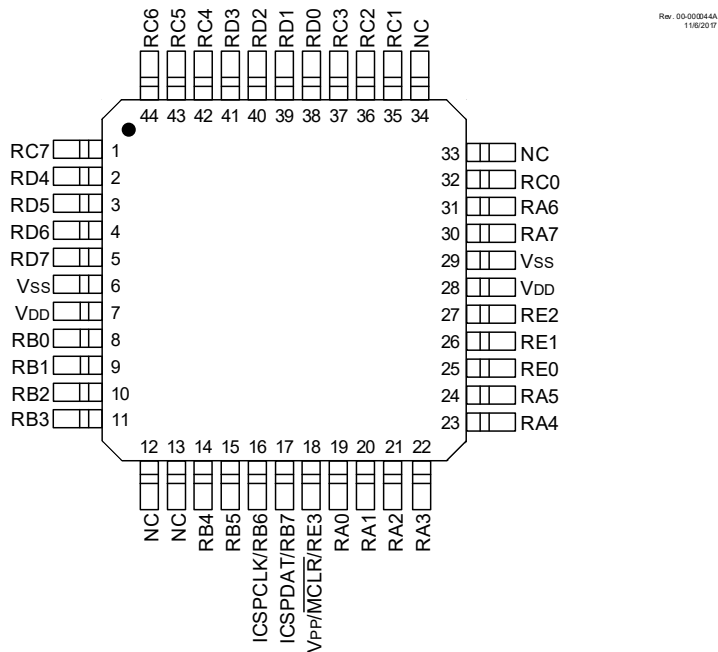 Rev. 00-000044A
11/6/2017
RC6
RC5
RC4
RD3
RD2
RD1
RD0
RC3
RC2
RC1
NC
44 43 42 41 40 39 38 37 36 35 34
RC7 1
RD4 2
RD5 3
RD6 4
RD7 5
VSS 6
VDD 7
RB0 8
RB1 9
RB2 10
RB3 11
33 NC
32 RC0
31 RA6
30 RA7
29 VSS
28 VDD
27 RE2
26 RE1
25 RE0
24 RA5
23 RA4
12 13 14 15 16 17 18 19 20 21 22
NC
NC
RB4
RB5
ICSPCLK/RB6
ICSPDAT/RB7
VPP/MCLR/RE3
RA0
RA1
RA2
RA3